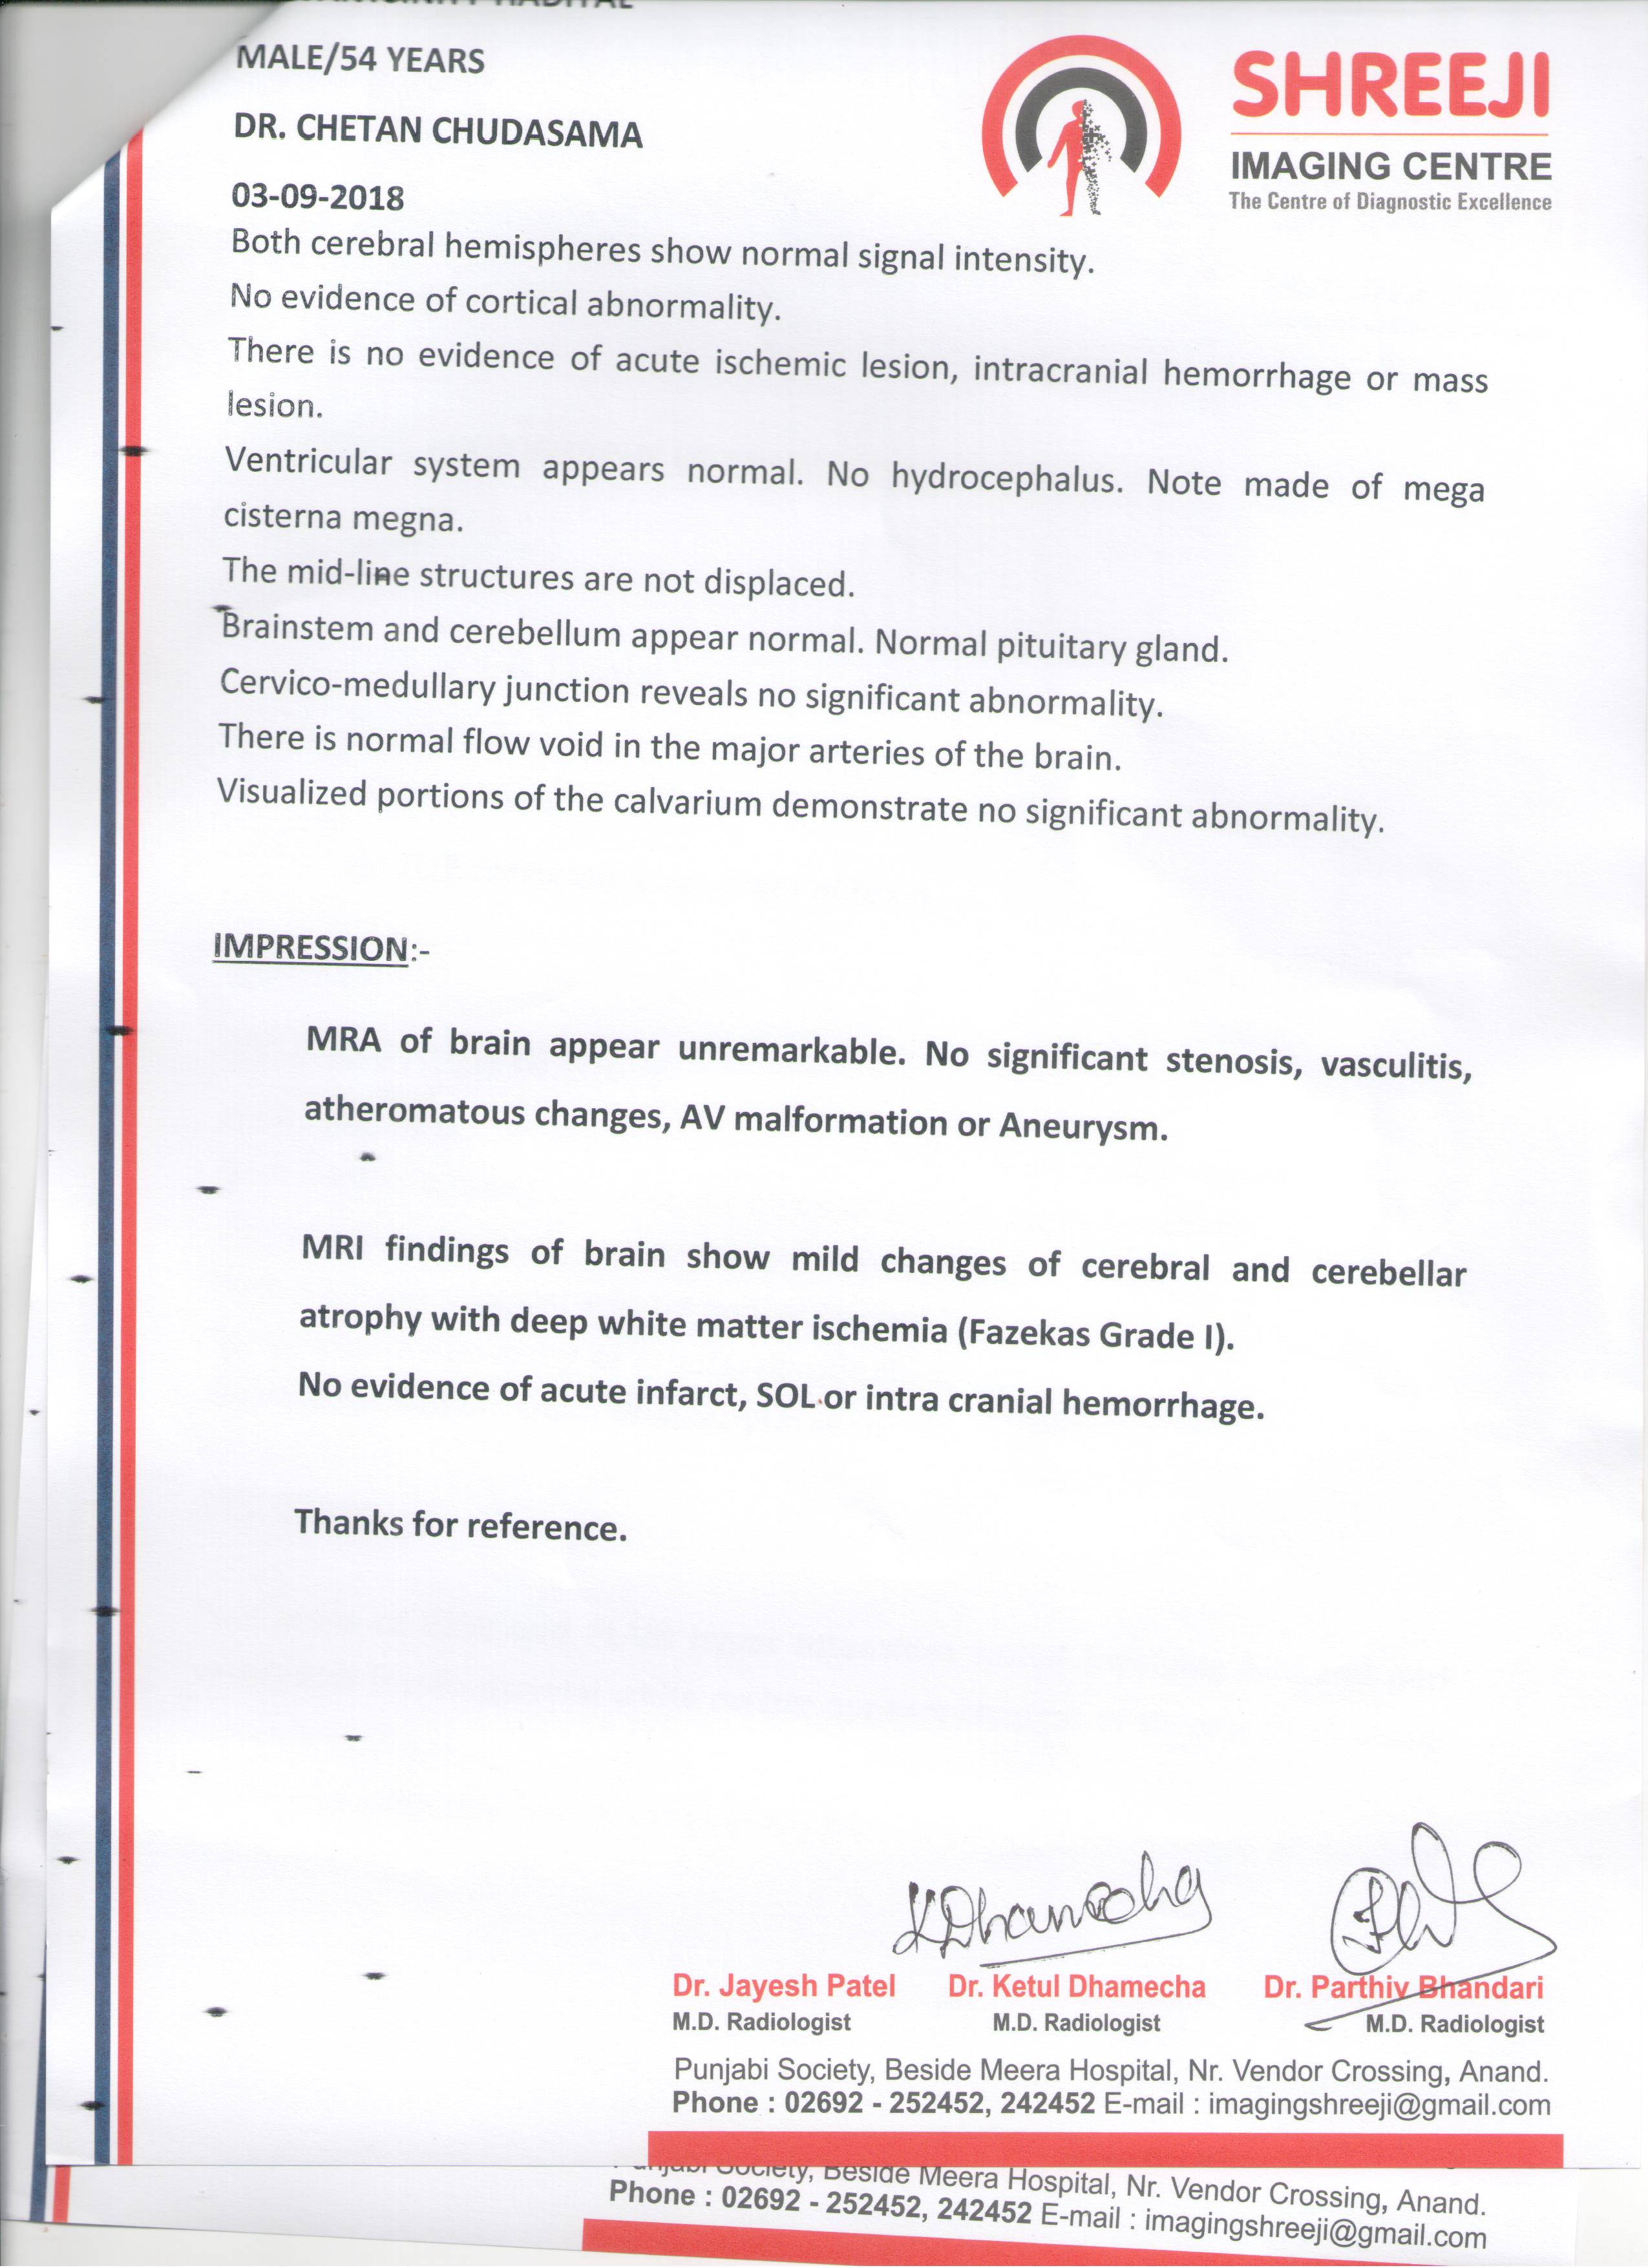 MALE/54 YEARS
DR. CHETAN CHUDASAMA
03-09-2018
SHREEJI
IMAGING CENTRE
The Centre of Diagnostic Excellence
Both cerebral hemispheres show normal signal intensity.
No evidence of cortical abnormality.
There is no evidence of acute ischemic lesion, intracranial hemorrhage or mass
lesion.
Ventricular system appears normal. No hydrocephalus. Note made of mega
cisterna megna.
The mid-line structures are not displaced.
Brainstem and cerebellum appear normal. Normal pituitary gland.
Cervico-medullary junction reveals no significant abnormality.
There is normal flow void in the major arteries of the brain.
Visualized portions of the calvarium demonstrate no significant abnormality.
IMPRESSION:-
MRA of brain appear unremarkable. No significant stenosis, vasculitis,
atheromatous changes, AV malformation or Aneurysm.
MRI findings of brain show mild changes of cerebral and cerebellar
atrophy with deep white matter ischemia (Fazekas Grade I).
No evidence of acute infarct, SOL or intra cranial hemorrhage.
Thanks for reference.
KDhamecha
Dr. Jayesh Patel Dr. Ketul Dhamecha Dr. Parthiv Bhandari
M.D. Radiologist M.D. Radiologist M.D. Radiologist
Punjabi Society, Beside Meera Hospital, Nr. Vendor Crossing, Anand.
Phone : 02692 - 252452, 242452 E-mail : imagingshreeji@gmail.com
Punjabi Society, Beside Meera Hospital, Nr. Vendor Crossing, Anand.
Phone : 02692 - 252452, 242452 E-mail : imagingshreeji@gmail.com